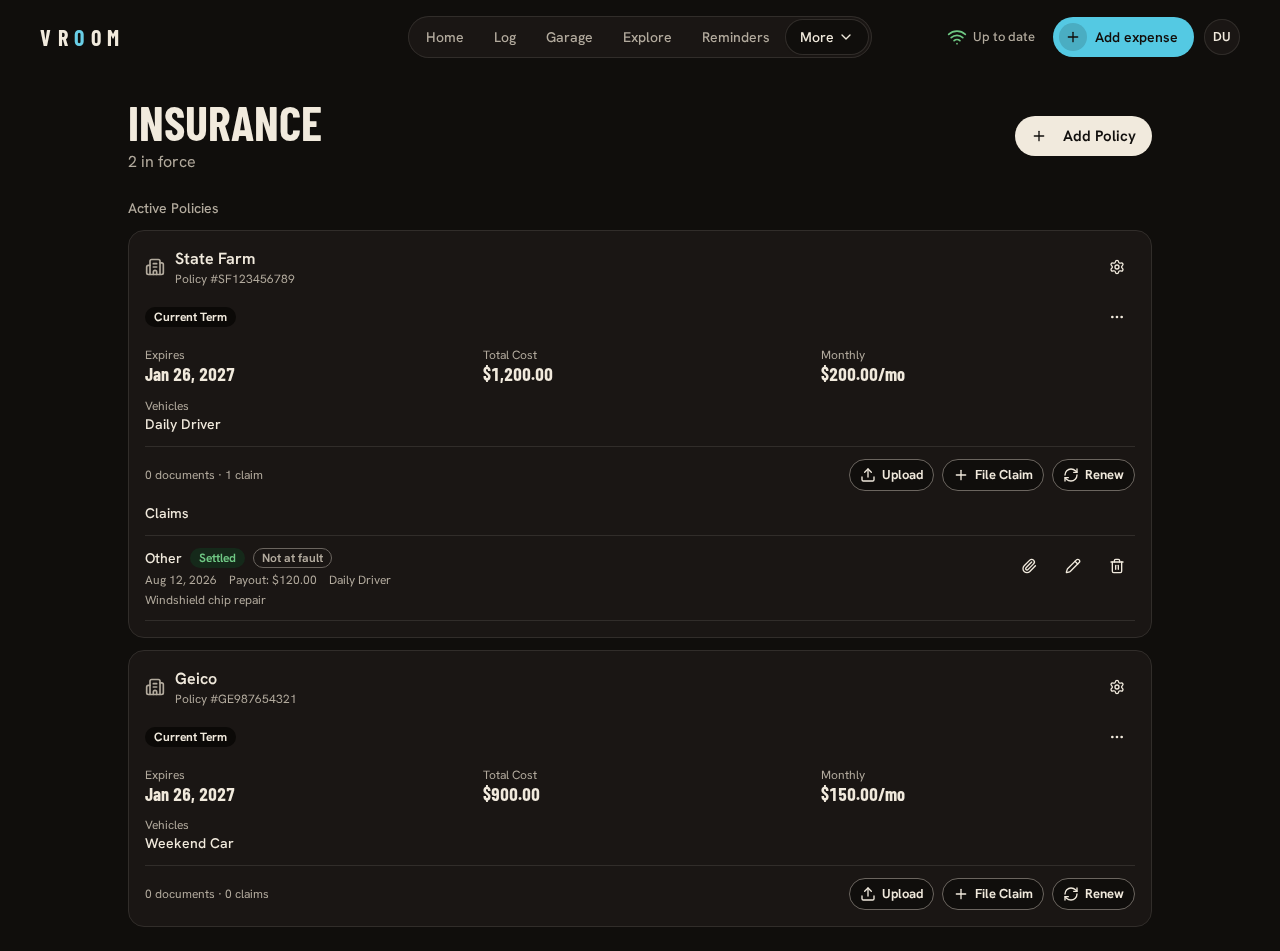 VROOM
Home Log Garage Explore Reminders More
Up to date
Add expense
DU
INSURANCE
2 in force
Add Policy
Active Policies
State Farm
Policy #SF123456789
Current Term
Expires Total Cost Monthly
Jan 26, 2027 $1,200.00 $200.00/mo
Vehicles
Daily Driver
0 documents · 1 claim Upload File Claim Renew
Claims
Other Settled Not at fault
Aug 12, 2026 Payout: $120.00 Daily Driver
Windshield chip repair
Geico
Policy #GE987654321
Current Term
Expires Total Cost Monthly
Jan 26, 2027 $900.00 $150.00/mo
Vehicles
Weekend Car
0 documents · 0 claims Upload File Claim Renew